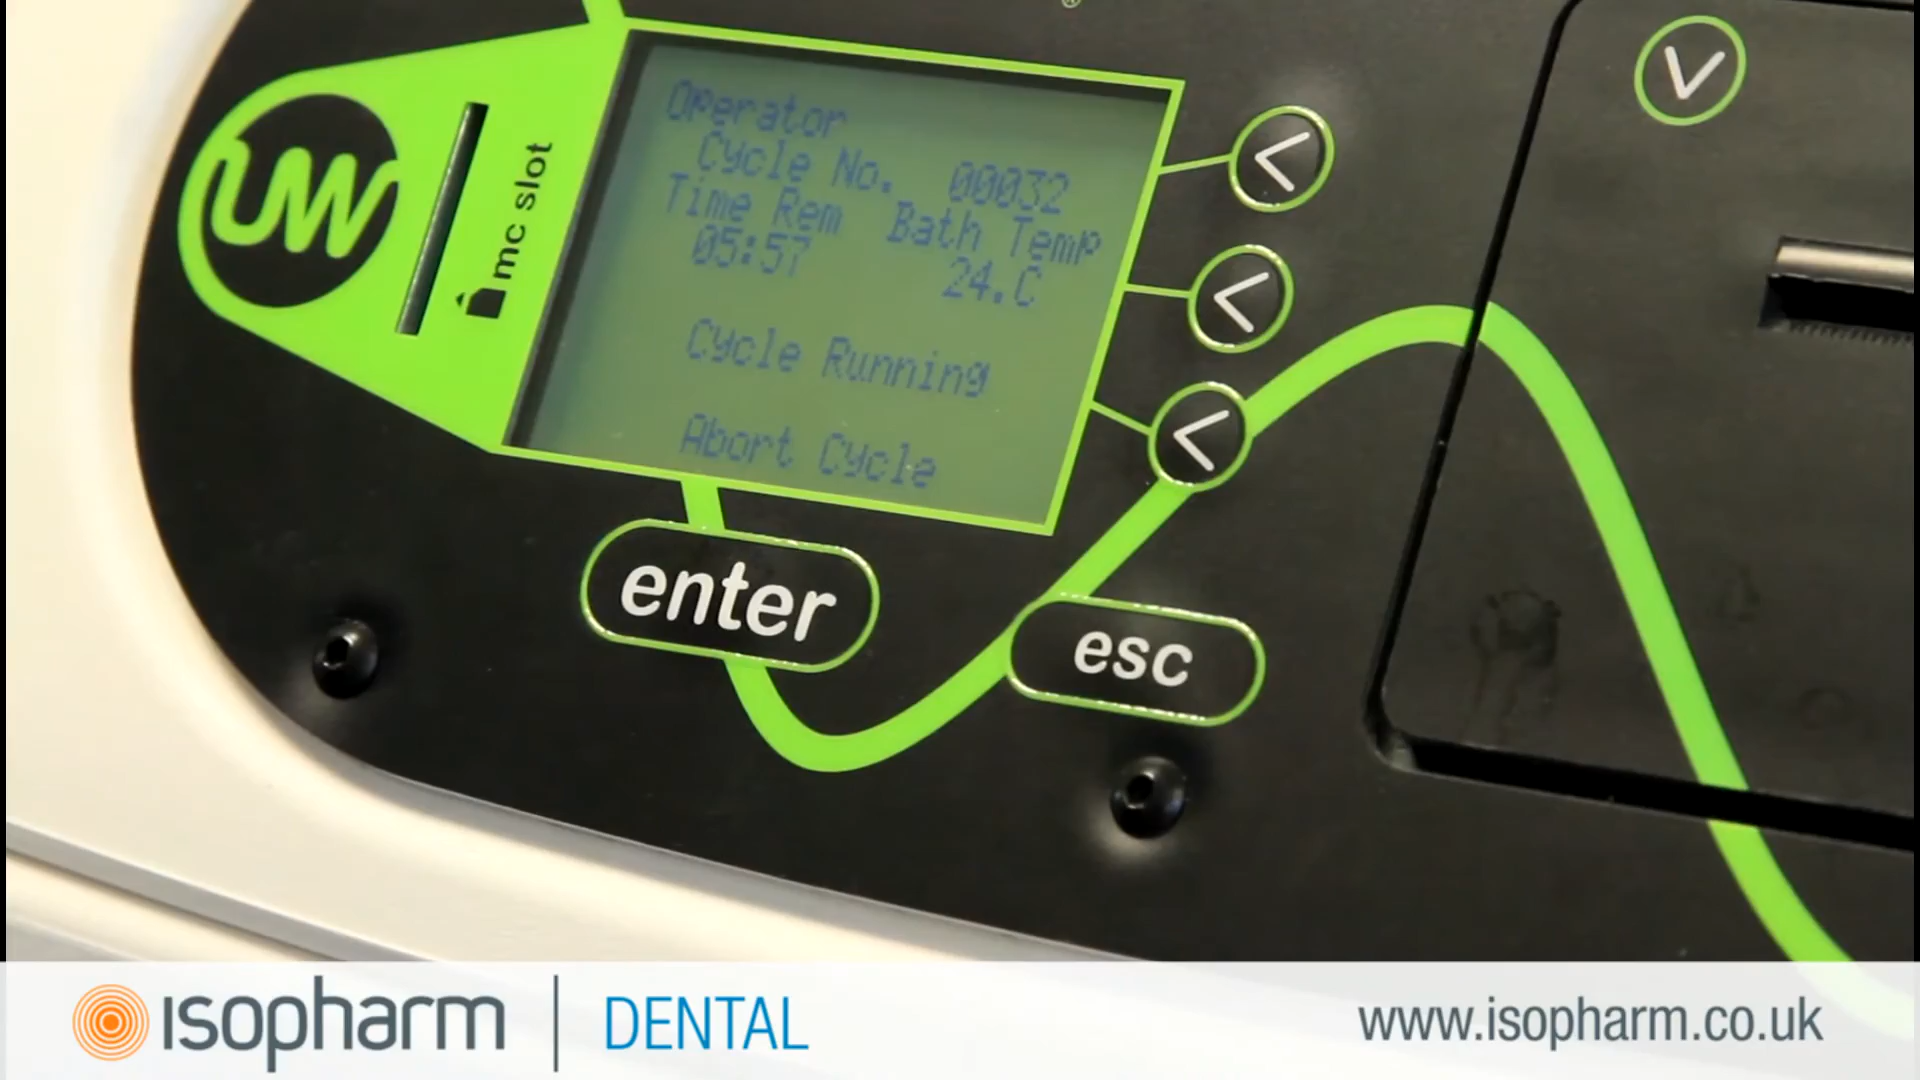 Operator
Cycle No. 00032
Time Rem Bath Temp
05:57 24.C
Cycle Running
Abort Cycle
UW
mc slot
enter
esc
isopharm DENTAL
www.isopharm.co.uk